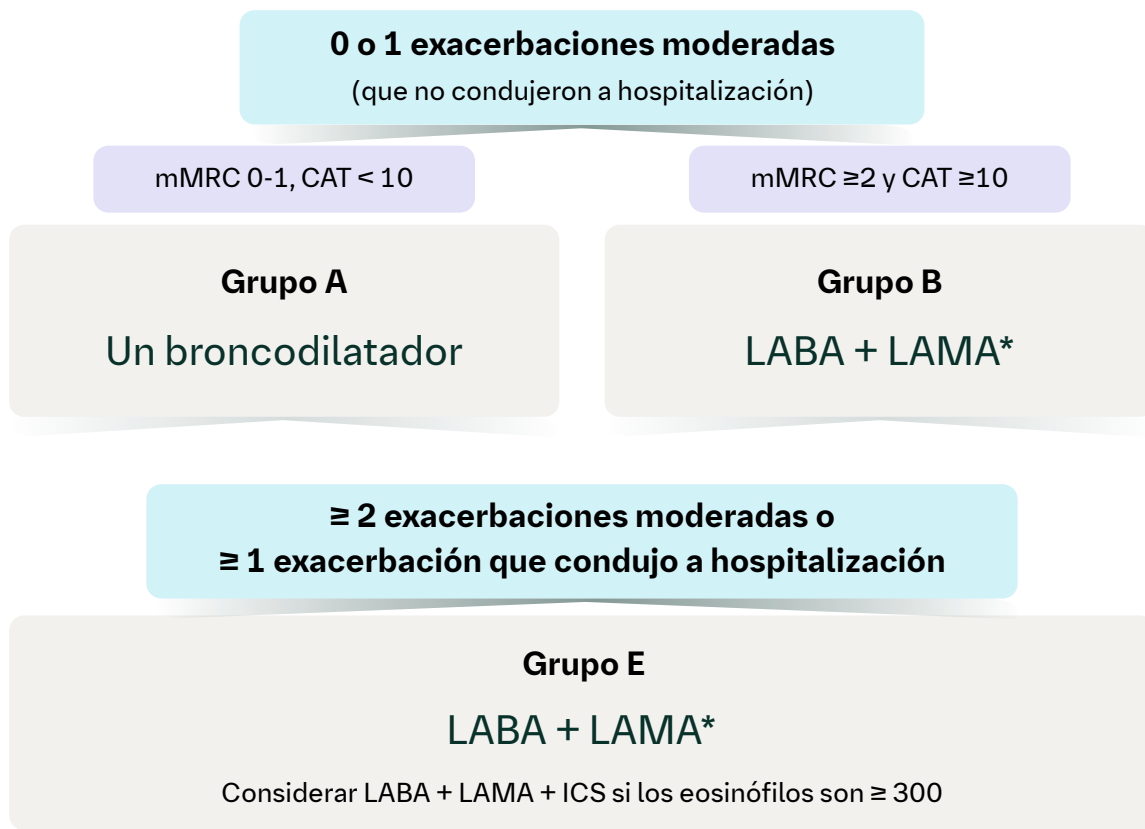 0 o 1 exacerbaciones moderadas
(que no condujeron a hospitalización)
mMRC 0-1, CAT < 10
mMRC ≥2 y CAT ≥10
Grupo A
Un broncodilatador
Grupo B
LABA + LAMA*
≥ 2 exacerbaciones moderadas o
≥ 1 exacerbación que condujo a hospitalización
Grupo E
LABA + LAMA*
Considerar LABA + LAMA + ICS si los eosinófilos son ≥ 300